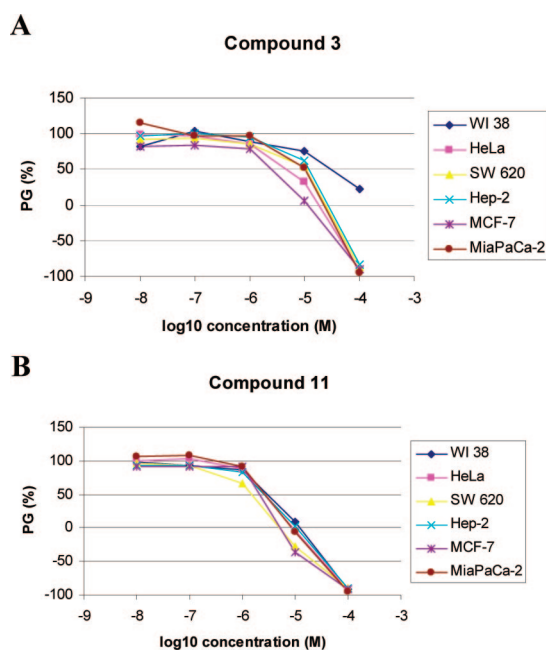 A
Compound 3
150
100
50
0
-50
-100
PG (%)
-9 -8 -7 -6 -5 -4 -3
log10 concentration (M)
WI 38
HeLa
SW 620
Hep-2
MCF-7
MiaPaCa-2
B
Compound 11
150
100
50
0
-50
-100
PG (%)
-9 -8 -7 -6 -5 -4 -3
log10 concentration (M)
WI 38
HeLa
SW 620
Hep-2
MCF-7
MiaPaCa-2